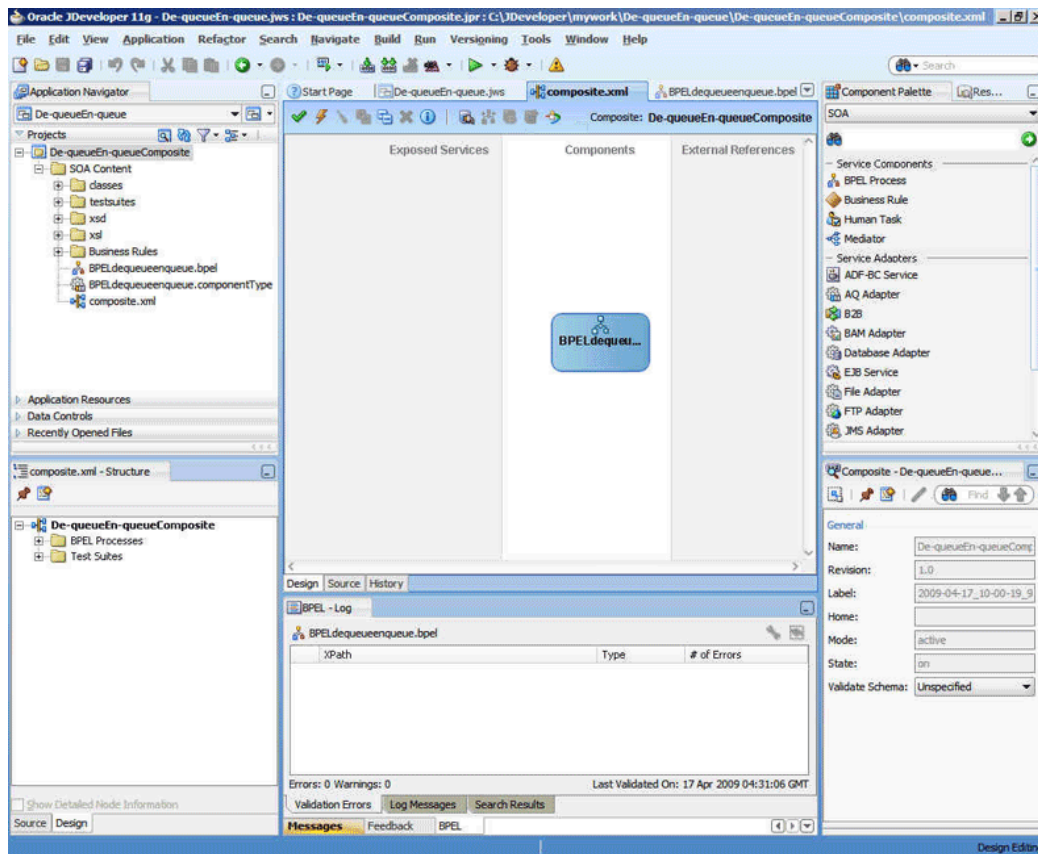 Oracle JDeveloper 11g - De-queueEn-queue.jws : De-queueEn-queueComposite.jpr : C:\JDeveloper\mywork\De-queueEn-queue\De-queueEn-queueComposite\composite.xml
File Edit View Application Refactor Search Navigate Build Run Versioning Tools Window Help
Search
Application Navigator
De-queueEn-queue
Projects
De-queueEn-queueComposite
SOA Content
classes
testsuites
xsd
xsl
Business Rules
BPELdequeueenqueue.bpel
BPELdequeueenqueue.componentType
composite.xml
Application Resources
Data Controls
Recently Opened Files
composite.xml - Structure
De-queueEn-queueComposite
BPEL Processes
Test Suites
Show Detailed Node Information
Source Design
Start Page De-queueEn-queue.jws composite.xml BPELdequeueenqueue.bpel
Composite: De-queueEn-queueComposite
Exposed Services Components External References
BPELdequeu...
Design Source History
BPEL - Log
BPELdequeueenqueue.bpel
XPath Type # of Errors
Errors: 0 Warnings: 0 Last Validated On: 17 Apr 2009 04:31:06 GMT
Validation Errors Log Messages Search Results
Messages Feedback BPEL
Component Palette Res...
SOA
Service Components
BPEL Process
Business Rule
Human Task
Mediator
Service Adapters
ADF-BC Service
AQ Adapter
B2B
BAM Adapter
Database Adapter
EJB Service
File Adapter
FTP Adapter
JMS Adapter
Composite - De-queueEn-queue...
Find
General
Name: De-queueEn-queueComp
Revision: 1.0
Label: 2009-04-17_10-00-19_9
Home:
Mode: active
State: on
Validate Schema: Unspecified
Design Editin